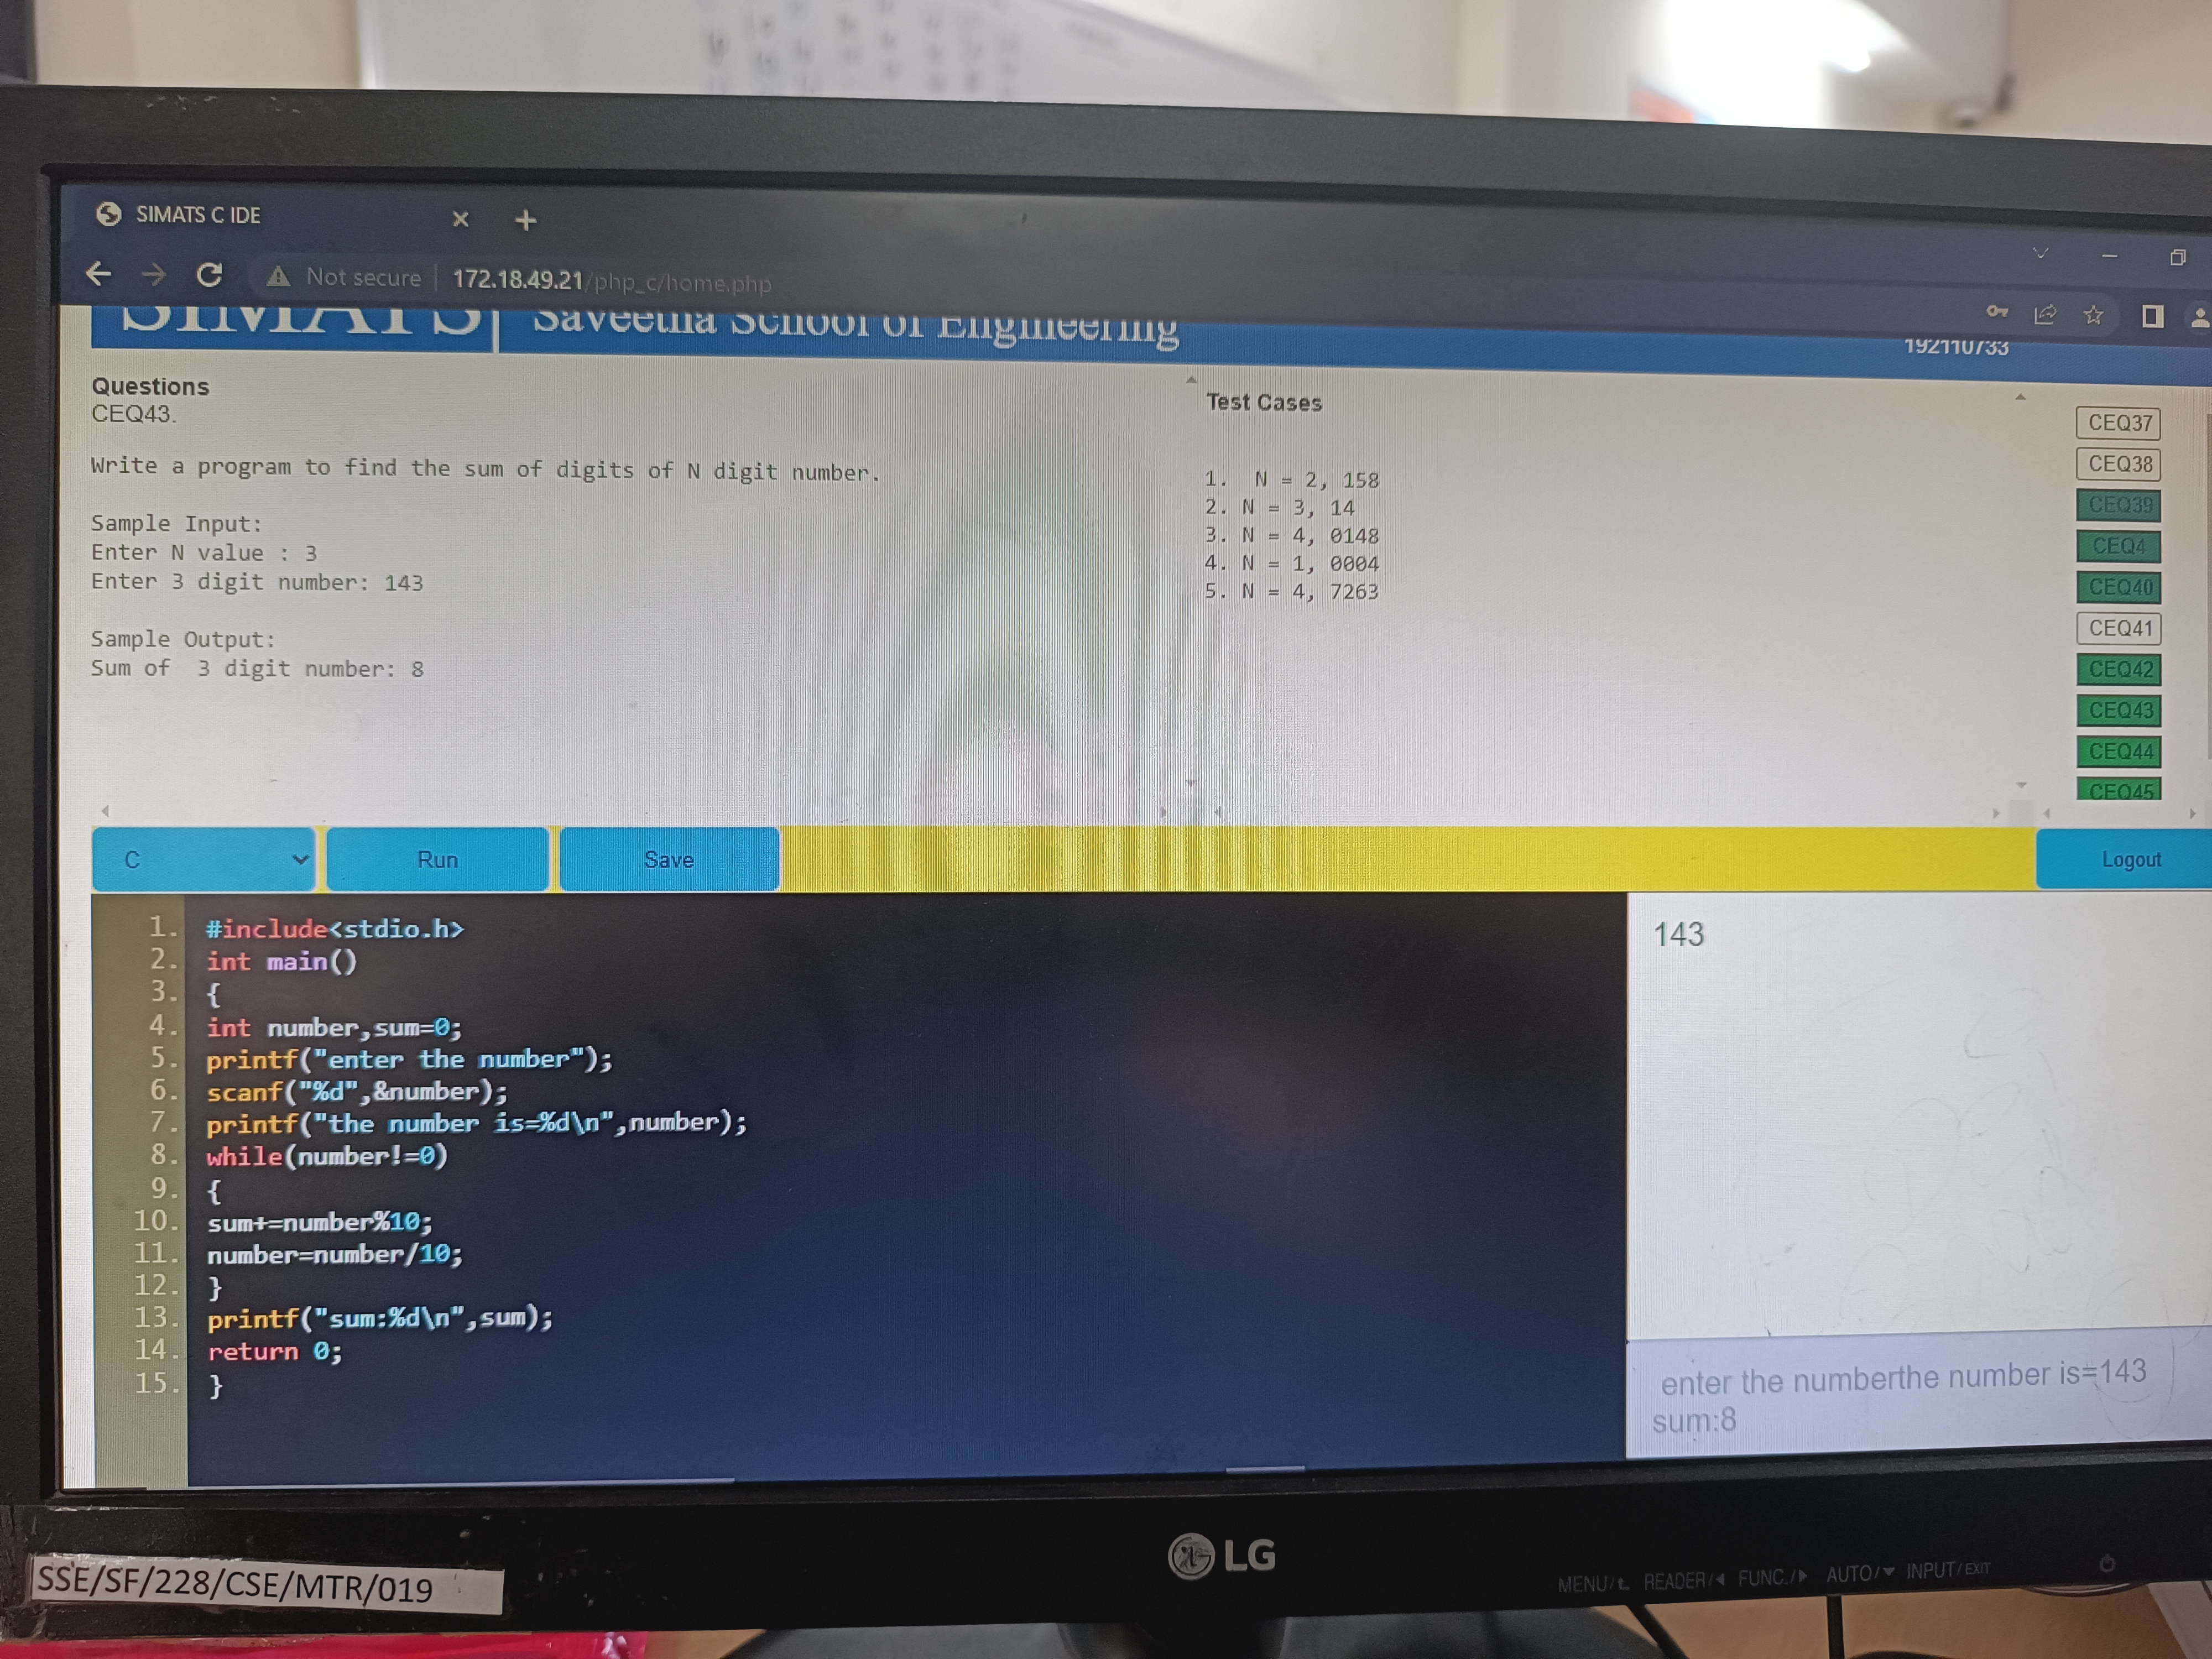 SIMATS C IDE
Not secure 172.18.49.21/php_c/home.php
SIMATS Saveetha School of Engineering
192110733
Questions
CEQ43.
Write a program to find the sum of digits of N digit number.
Sample Input:
Enter N value : 3
Enter 3 digit number: 143
Sample Output:
Sum of  3 digit number: 8
Test Cases
1.  N = 2, 158
2. N = 3, 14
3. N = 4, 0148
4. N = 1, 0004
5. N = 4, 7263
CEQ37
CEQ38
CEQ39
CEQ4
CEQ40
CEQ41
CEQ42
CEQ43
CEQ44
CEQ45
C
Run
Save
Logout
1. #include<stdio.h>
2. int main()
3. {
4. int number,sum=0;
5. printf("enter the number");
6. scanf("%d",&number);
7. printf("the number is=%d\n",number);
8. while(number!=0)
9. {
10. sum+=number%10;
11. number=number/10;
12. }
13. printf("sum:%d\n",sum);
14. return 0;
15. }
143
enter the numberthe number is=143
sum:8
LG
MENU/ READER/◄ FUNC./► AUTO/▼ INPUT/EXIT
SSE/SF/228/CSE/MTR/019